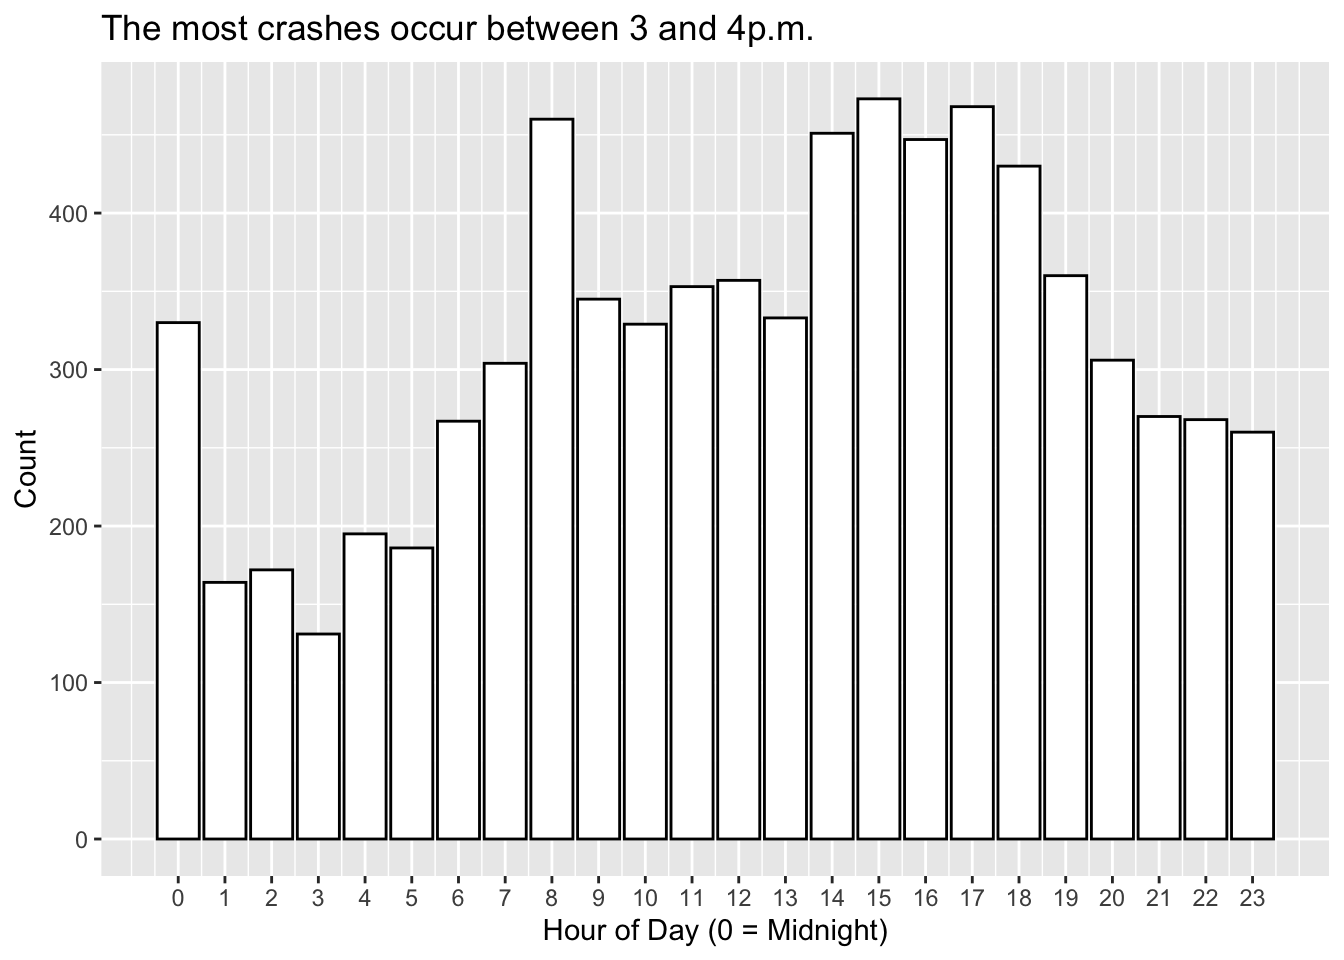 The most crashes occur between 3 and 4p.m.
Count
400
300
200
100
0
0 1 2 3 4 5 6 7 8 9 10 11 12 13 14 15 16 17 18 19 20 21 22 23
Hour of Day (0 = Midnight)